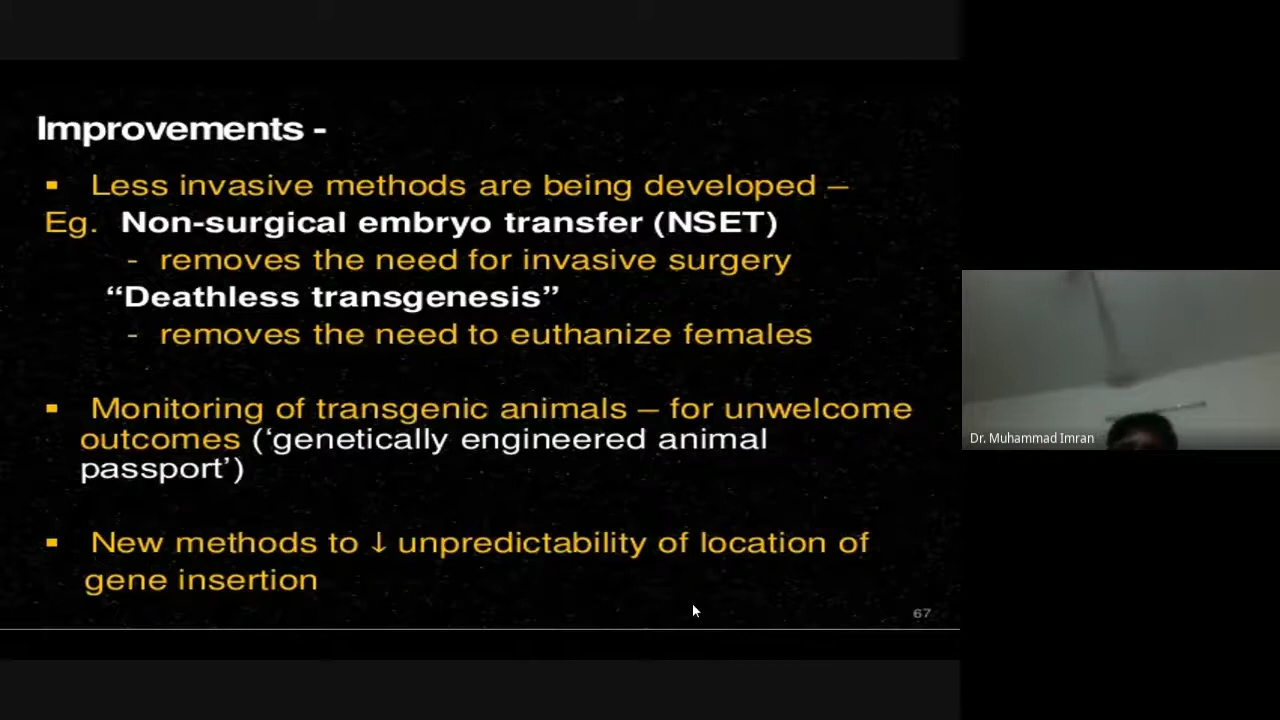 Improvements -
▪ Less invasive methods are being developed –
Eg. Non-surgical embryo transfer (NSET)
- removes the need for invasive surgery
“Deathless transgenesis”
- removes the need to euthanize females
▪ Monitoring of transgenic animals – for unwelcome
outcomes (‘genetically engineered animal
passport’)
▪ New methods to ↓ unpredictability of location of
gene insertion
67
Dr. Muhammad Imran